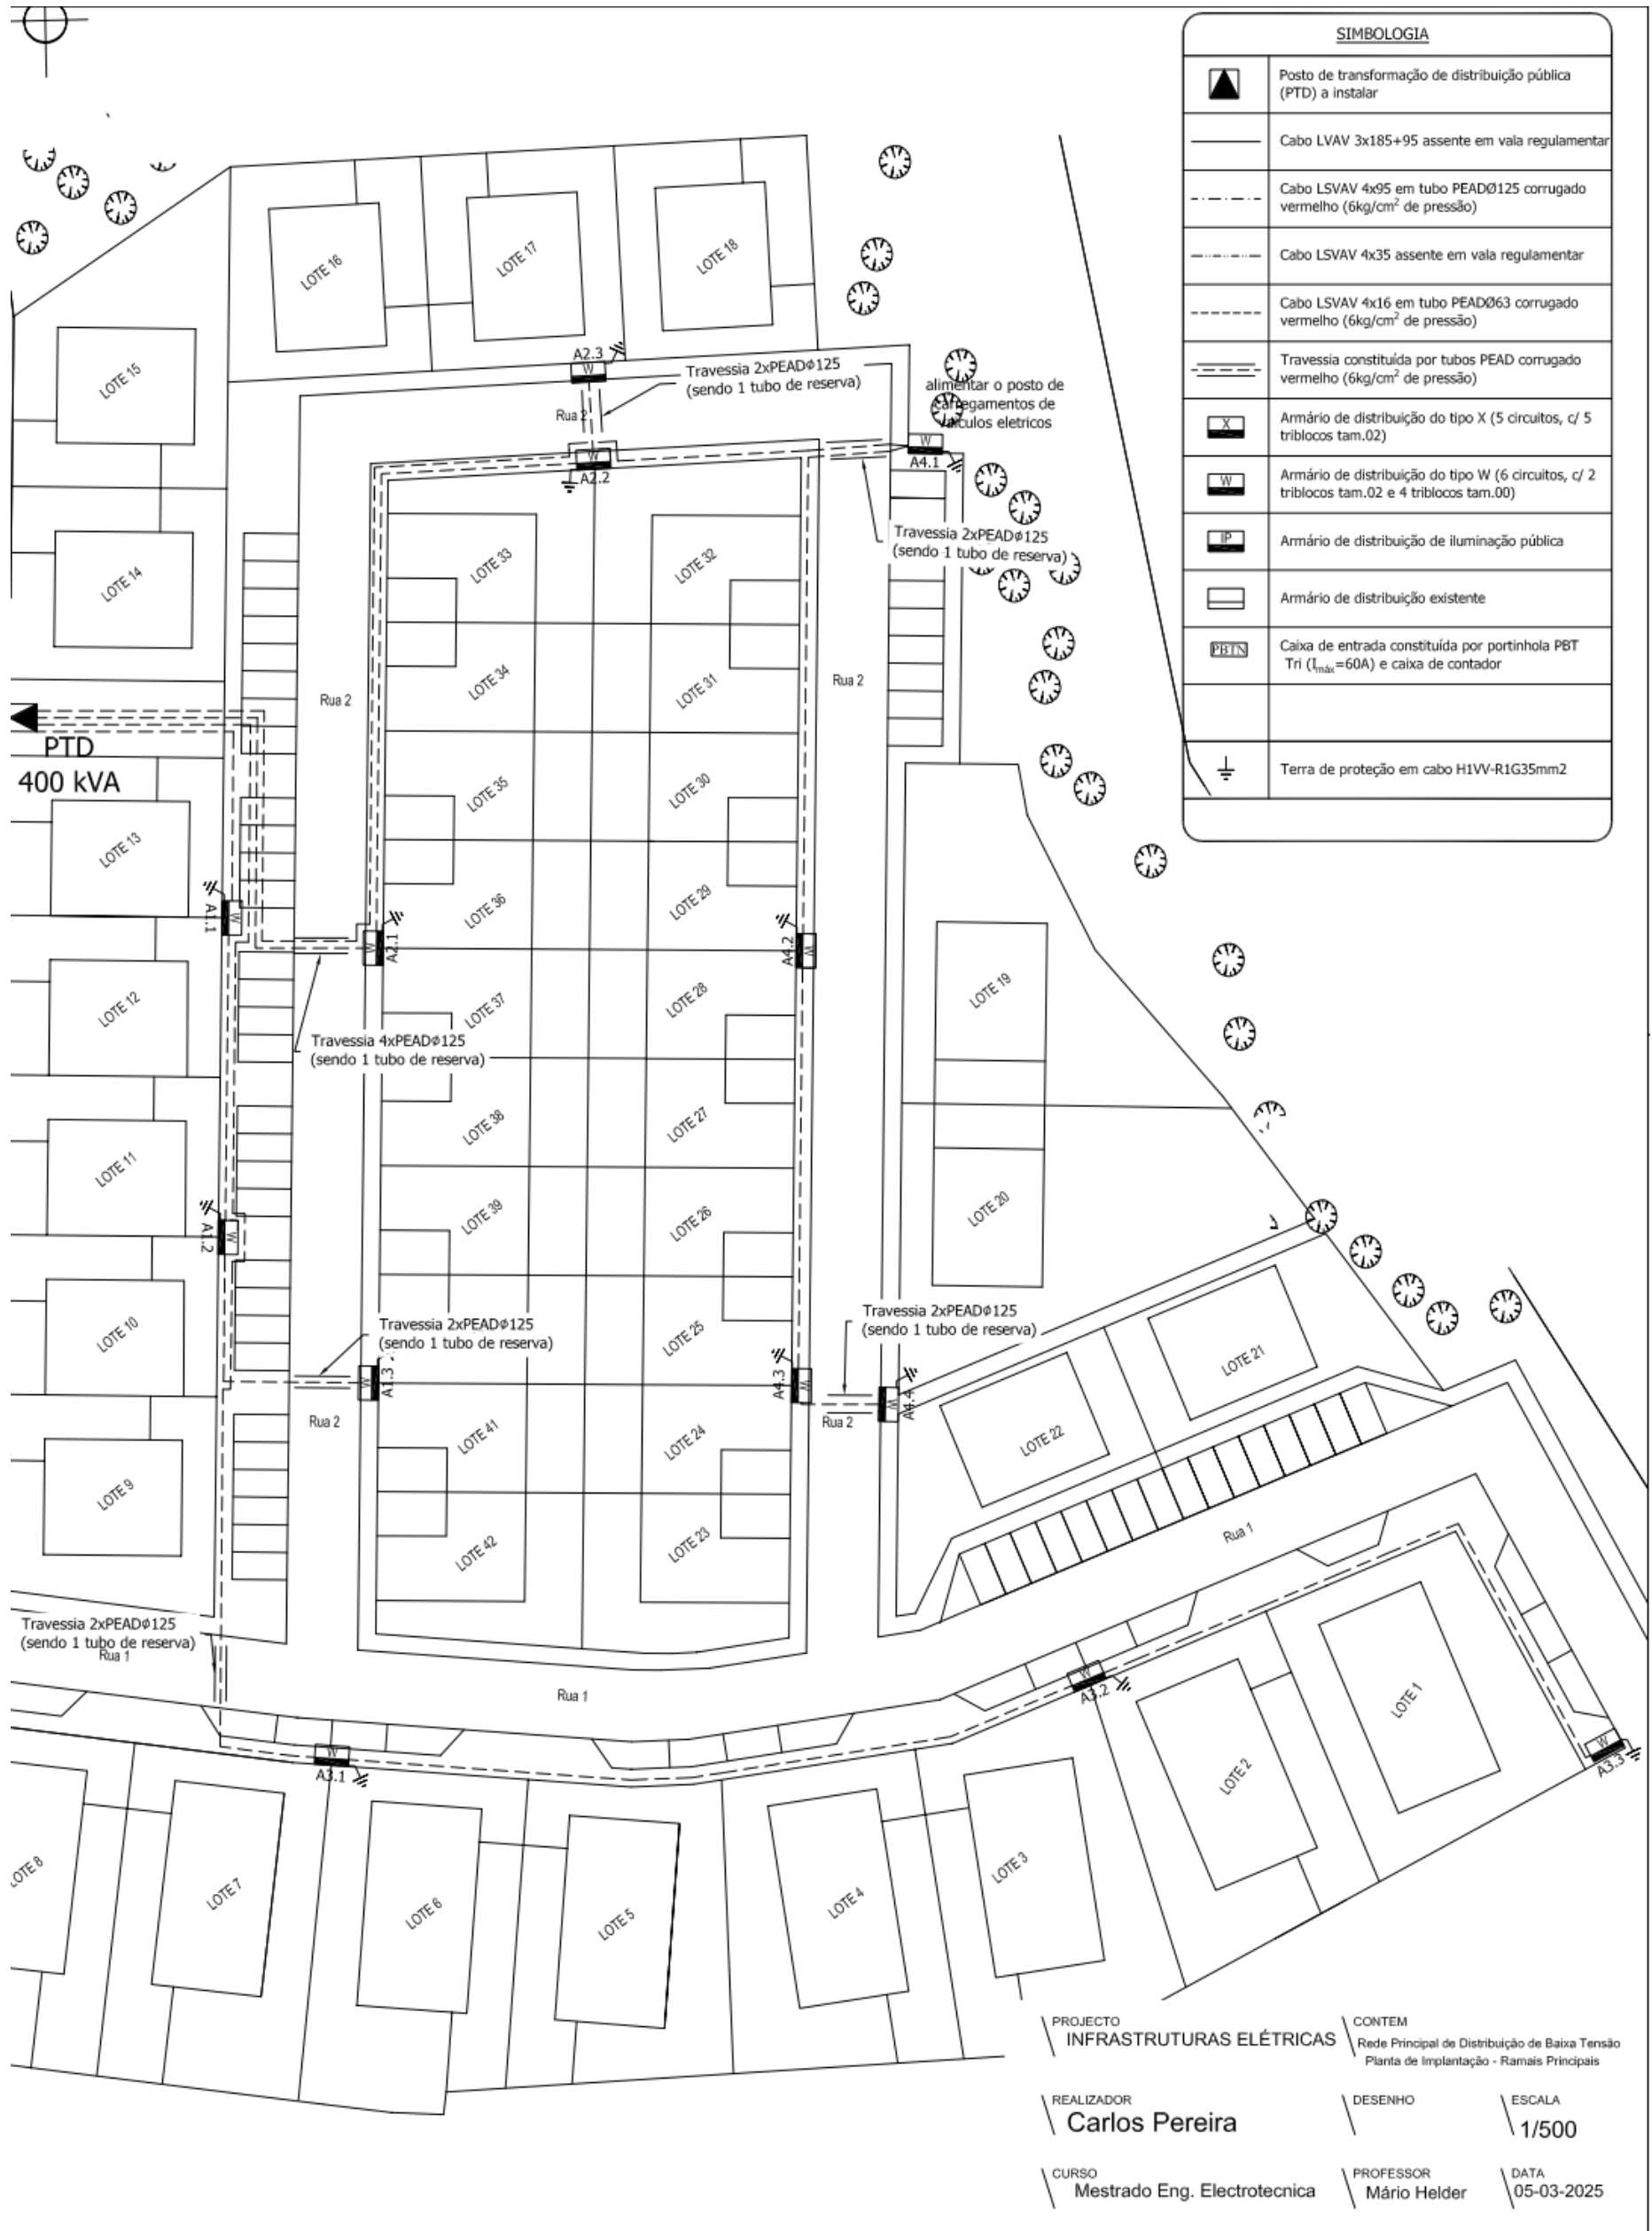 SIMBOLOGIA
Posto de transformação de distribuição pública
(PTD) a instalar
Cabo LVAV 3x185+95 assente em vala regulamentar
Cabo LSVAV 4x95 em tubo PEADØ125 corrugado
vermelho (6kg/cm² de pressão)
Cabo LSVAV 4x35 assente em vala regulamentar
Cabo LSVAV 4x16 em tubo PEADØ63 corrugado
vermelho (6kg/cm² de pressão)
Travessia constituída por tubos PEAD corrugado
vermelho (6kg/cm² de pressão)
X
Armário de distribuição do tipo X (5 circuitos, c/ 5
triblocos tam.02)
W
Armário de distribuição do tipo W (6 circuitos, c/ 2
triblocos tam.02 e 4 triblocos tam.00)
IP
Armário de distribuição de iluminação pública
Armário de distribuição existente
PBTN
Caixa de entrada constituída por portinhola PBT
Tri (Imáx=60A) e caixa de contador
Terra de proteção em cabo H1VV-R1G35mm2
LOTE 16
LOTE 17
LOTE 18
LOTE 15
A2.3
W
Travessia 2xPEADϕ125
(sendo 1 tubo de reserva)
alimentar o posto de
carregamentos de
veiculos eletricos
Rua 2
W
A2.2
W
A4.1
Travessia 2xPEADϕ125
(sendo 1 tubo de reserva)
LOTE 14
LOTE 33
LOTE 32
LOTE 34
LOTE 31
Rua 2
Rua 2
PTD
400 kVA
LOTE 35
LOTE 30
LOTE 13
LOTE 36
LOTE 29
A1.1
W
W
A2.1
A4.2
W
LOTE 12
LOTE 37
LOTE 28
LOTE 19
Travessia 4xPEADϕ125
(sendo 1 tubo de reserva)
LOTE 11
LOTE 38
LOTE 27
A1.2
W
LOTE 39
LOTE 26
LOTE 20
LOTE 10
Travessia 2xPEADϕ125
(sendo 1 tubo de reserva)
LOTE 25
Travessia 2xPEADϕ125
(sendo 1 tubo de reserva)
LOTE 21
W
A1.3
A4.3
W
W
A4.4
Rua 2
Rua 2
LOTE 41
LOTE 24
LOTE 22
LOTE 9
LOTE 42
LOTE 23
Rua 1
Travessia 2xPEADϕ125
(sendo 1 tubo de reserva)
Rua 1
Rua 1
W
A3.2
LOTE 1
W
A3.1
W
A3.3
LOTE 2
OTE 8
LOTE 7
LOTE 6
LOTE 5
LOTE 4
LOTE 3
PROJECTO
INFRASTRUTURAS ELÉTRICAS
CONTEM
Rede Principal de Distribuição de Baixa Tensão
Planta de Implantação - Ramais Principais
REALIZADOR
Carlos Pereira
DESENHO
ESCALA
1/500
CURSO
Mestrado Eng. Electrotecnica
PROFESSOR
Mário Helder
DATA
05-03-2025